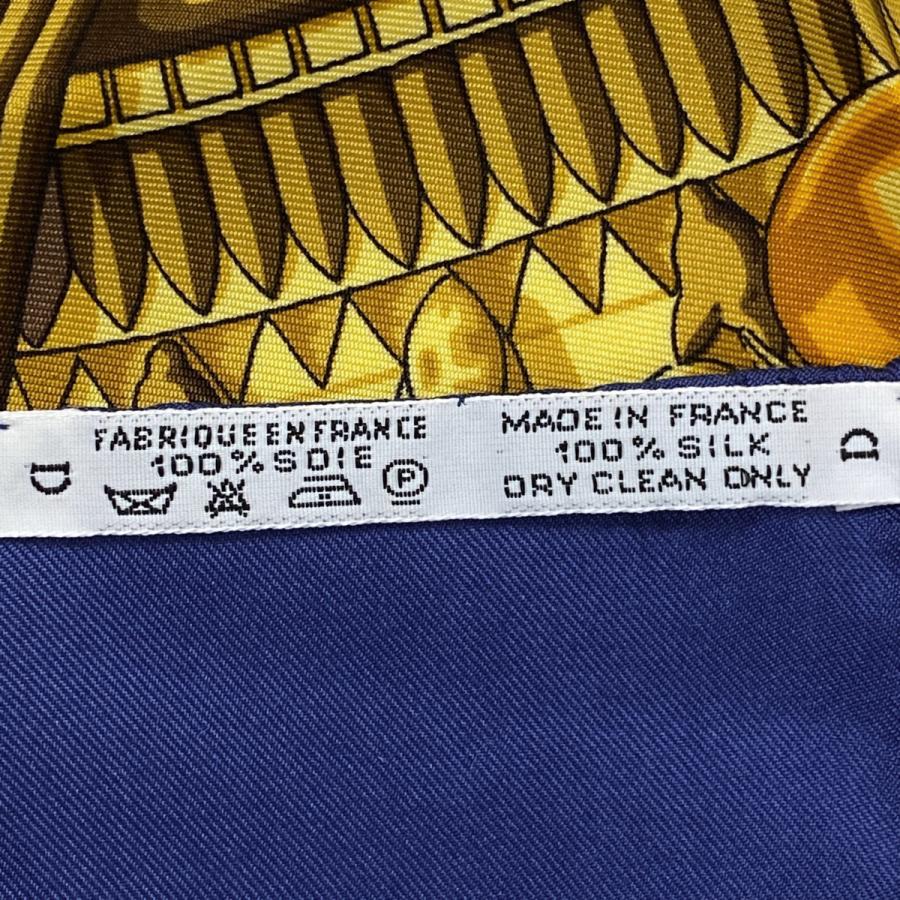 D
FABRIQUE EN FRANCE
100% SOIE
P
MADE IN FRANCE
100% SILK
DRY CLEAN ONLY
D